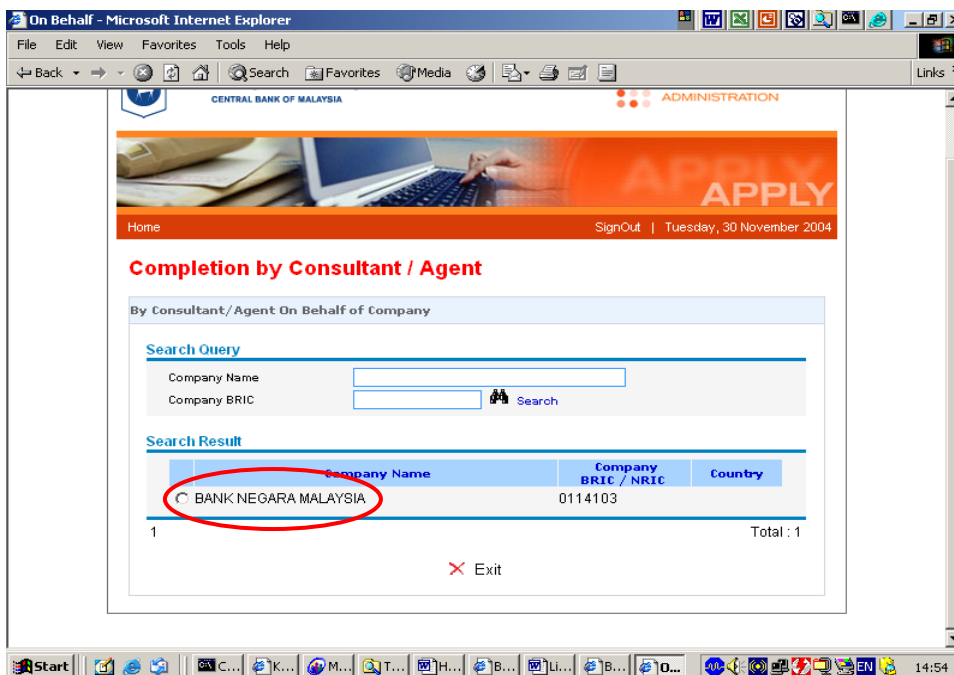 On Behalf - Microsoft Internet Explorer
File Edit View Favorites Tools Help
Back Search Favorites Media Links
CENTRAL BANK OF MALAYSIA ADMINISTRATION
APPLY
APPLY
Home SignOut | Tuesday, 30 November 2004
Completion by Consultant / Agent
By Consultant/Agent On Behalf of Company
Search Query
Company Name
Company BRIC Search
Search Result
Company Name Company BRIC / NRIC Country
BANK NEGARA MALAYSIA 0114103
1 Total : 1
Exit
Start C... K... M... T... H... B... Li... B... O... EN 14:54